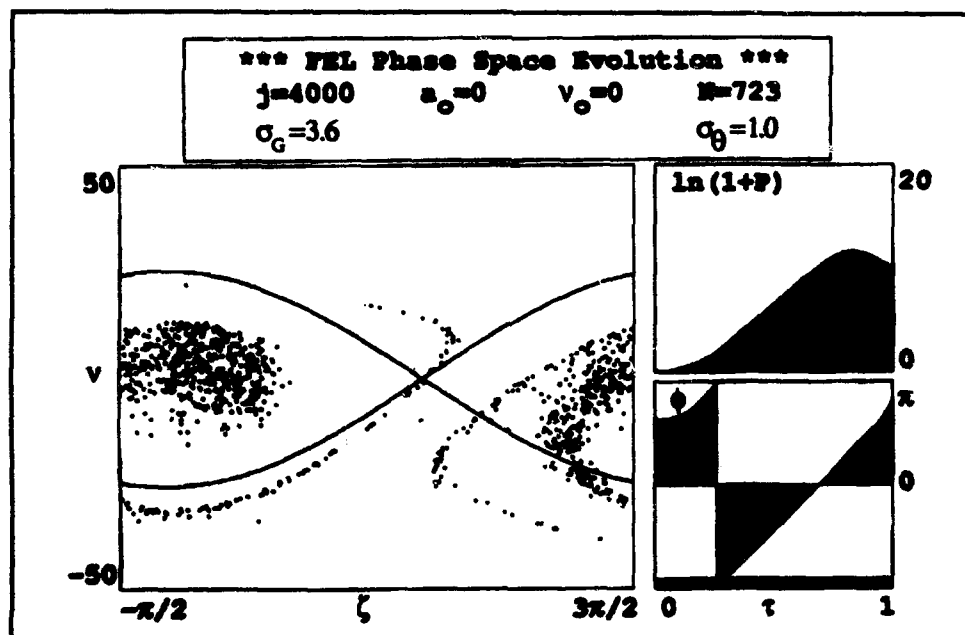 *** FEL Phase Space Evolution ***
j=4000 a₀=0 ν₀=0 N=723
σ_G=3.6 σ_θ=1.0
50
ν
-50
-π/2 ζ 3π/2
ln(1+P) 20
0
ϕ π
0
0 τ 1